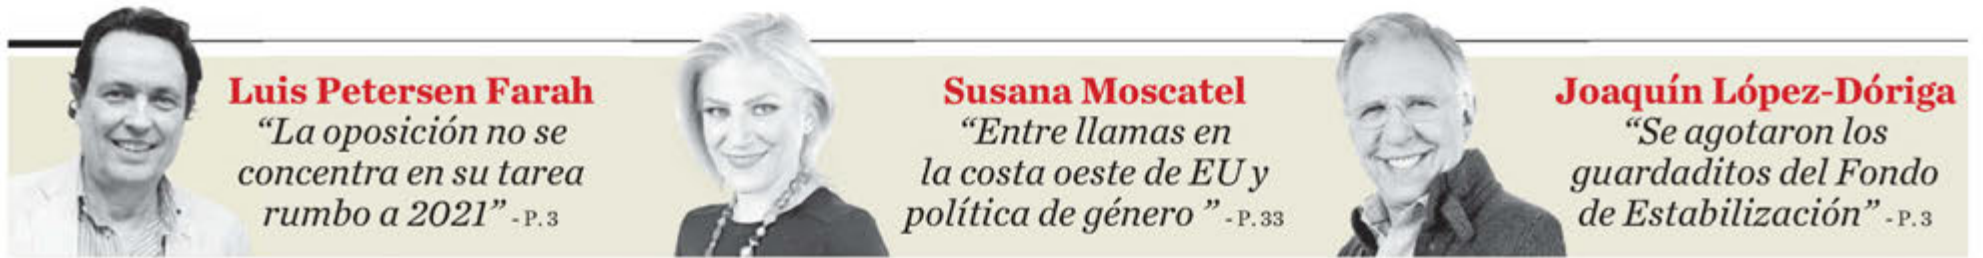 Luis Petersen Farah
“La oposición no se
concentra en su tarea
rumbo a 2021” - P. 3
Susana Moscatel
“Entre llamas en
la costa oeste de EU y
política de género ” - P. 33
Joaquín López-Dóriga
“Se agotaron los
guardaditos del Fondo
de Estabilización” - P. 3